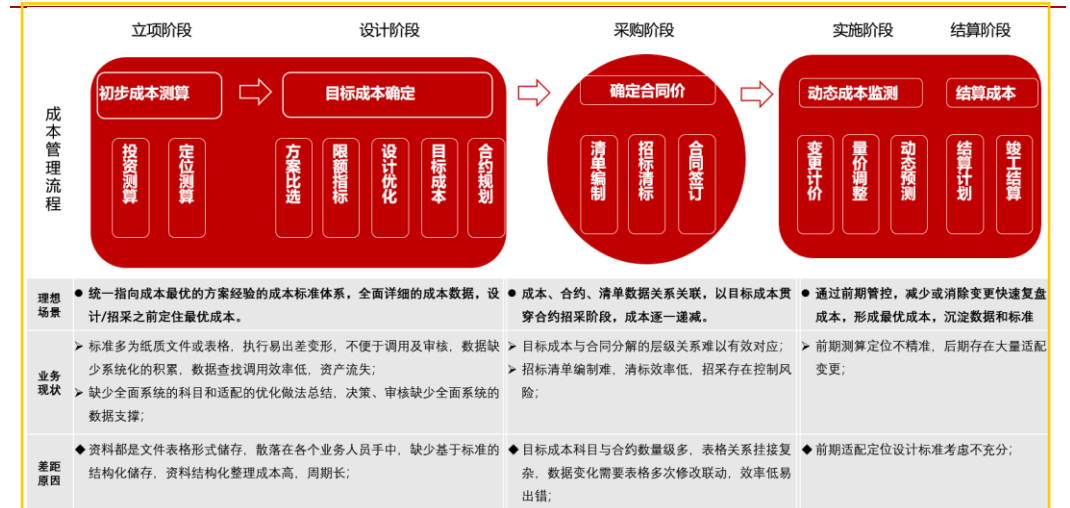 立项阶段
设计阶段
采购阶段
实施阶段
结算阶段
成本管理流程
初步成本测算
目标成本确定
确定合同价
动态成本监测
结算成本
投资测算
定位测算
方案比选
限额指标
设计优化
目标成本
合约规划
清单编制
招标清标
合同签订
变更计价
量价调整
动态预测
结算计划
竣工结算
理想
场景
● 统一指向成本最优的方案经验的成本标准体系，全面详细的成本数据，设
计/招采之前定住最优成本。
● 成本、合约、清单数据关系关联，以目标成本贯
穿合约招采阶段，成本逐一递减。
● 通过前期管控，减少或消除变更快速复盘
成本，形成最优成本，沉淀数据和标准
业务
现状
➢ 标准多为纸质文件或表格，执行易出差变形，不便于调用及审核，数据缺
少系统化的积累，数据查找调用效率低，资产流失；
➢ 缺少全面系统的科目和适配的优化做法总结，决策、审核缺少全面系统的
数据支撑；
➢ 目标成本与合同分解的层级关系难以有效对应；
➢ 招标清单编制难，清标效率低，招采存在控制风
险；
➢ 前期测算定位不精准，后期存在大量适配
变更；
差距
原因
◆ 资料都是文件表格形式储存，散落在各个业务人员手中，缺少基于标准的
结构化储存，资料结构化整理成本高，周期长；
◆ 目标成本科目与合约数量级多，表格关系挂接复
杂，数据变化需要表格多次修改联动，效率低易
出错；
◆ 前期适配定位设计标准考虑不充分；